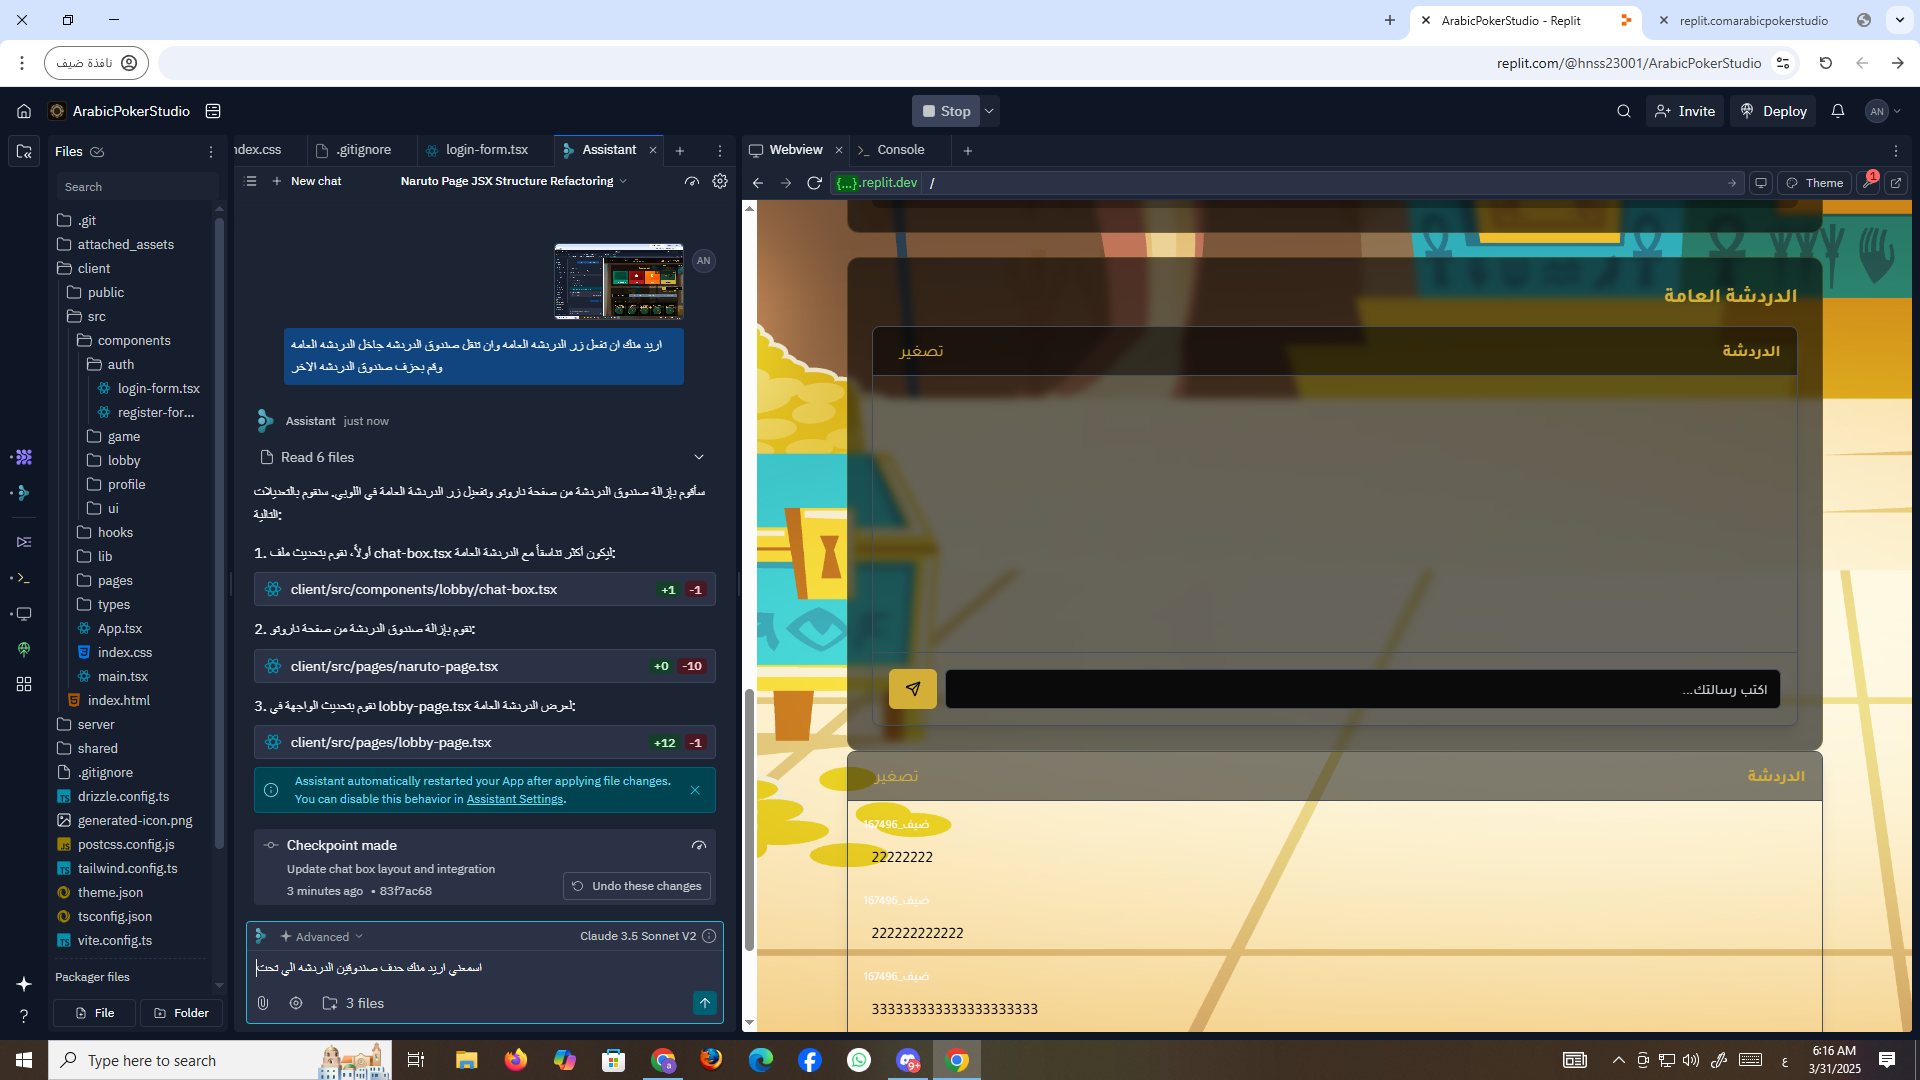 ArabicPokerStudio - Replit
replit.comarabicpokerstudio
نافذة ضيف
replit.com/@hnss23001/ArabicPokerStudio
ArabicPokerStudio
Stop
Invite
Deploy
AN
Files
Search
.git
attached_assets
client
public
src
components
auth
login-form.tsx
register-for...
game
lobby
profile
ui
hooks
lib
pages
types
App.tsx
index.css
main.tsx
index.html
server
shared
.gitignore
drizzle.config.ts
generated-icon.png
postcss.config.js
tailwind.config.ts
theme.json
tsconfig.json
vite.config.ts
Packager files
File
Folder
ndex.css
.gitignore
login-form.tsx
Assistant
New chat
Naruto Page JSX Structure Refactoring
AN
اريد منك ان تفعل زر الدردشه العامه وان تنقل صندوق الدردشه جاخل الدردشه العامه
وقم بحزف صندوق الدردشه الاخر
Assistant just now
Read 6 files
سأقوم بإزالة صندوق الدردشة من صفحة ناروتو وتفعيل زر الدردشة العامة في اللوبي. سنقوم بالتعديلات
التالية:
1. أولاً، نقوم بتحديث ملف chat-box.tsx ليكون أكثر تناسقاً مع الدردشة العامة:
client/src/components/lobby/chat-box.tsx +1 -1
2. نقوم بإزالة صندوق الدردشة من صفحة ناروتو:
client/src/pages/naruto-page.tsx +0 -10
3. نقوم بتحديث الواجهة في lobby-page.tsx لعرض الدردشة العامة:
client/src/pages/lobby-page.tsx +12 -1
Assistant automatically restarted your App after applying file changes.
You can disable this behavior in Assistant Settings.
Checkpoint made
Update chat box layout and integration
3 minutes ago • 83f7ac68
Undo these changes
Advanced
Claude 3.5 Sonnet V2
اسمعني اريد منك حدف صندوقين الدردشه الي تحت
3 files
Webview
Console
{...}.replit.dev /
Theme
1
الدردشة العامة
الدردشة
تصغير
اكتب رسالتك...
الدردشة
تصغير
ضيف_167496
22222222
ضيف_167496
222222222222
ضيف_167496
333333333333333333333
Type here to search
a
9+
ع
6:16 AM
3/31/2025